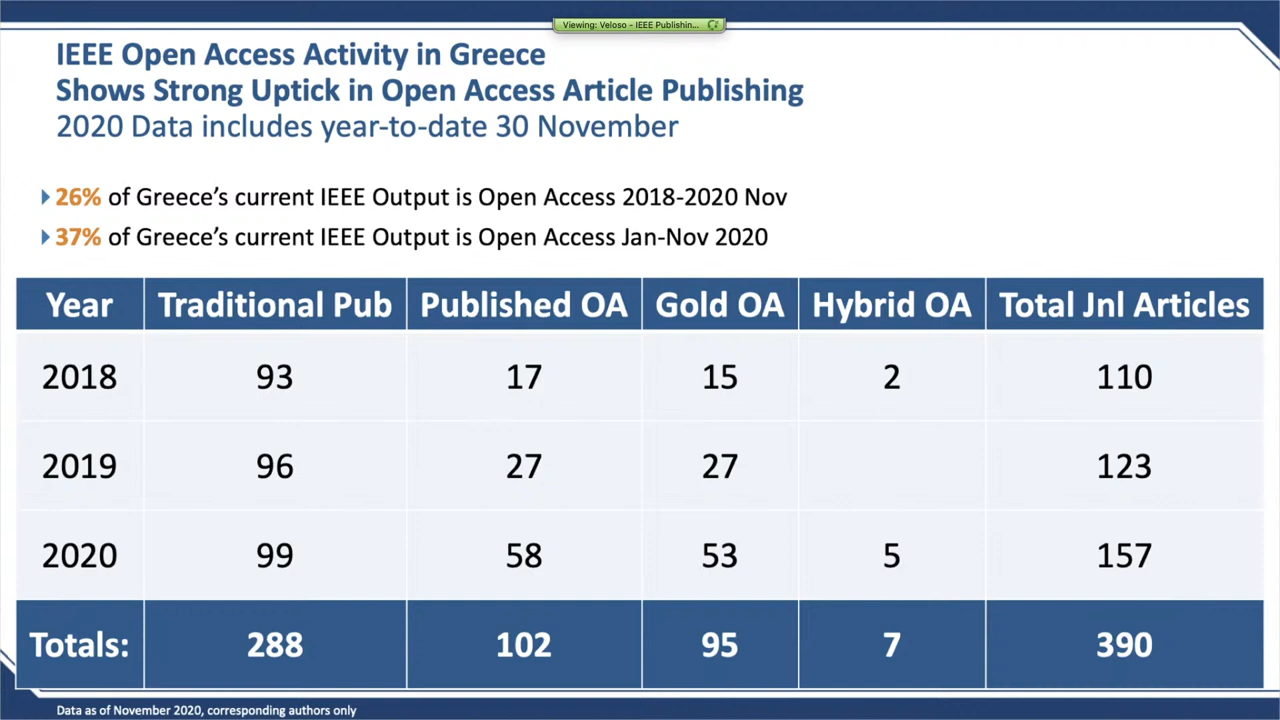 Viewing: Veloso - IEEE Publishin...
IEEE Open Access Activity in Greece
Shows Strong Uptick in Open Access Article Publishing
2020 Data includes year-to-date 30 November
26% of Greece’s current IEEE Output is Open Access 2018-2020 Nov
37% of Greece’s current IEEE Output is Open Access Jan-Nov 2020
Year Traditional Pub Published OA Gold OA Hybrid OA Total Jnl Articles
2018 93 17 15 2 110
2019 96 27 27 123
2020 99 58 53 5 157
Totals: 288 102 95 7 390
Data as of November 2020, corresponding authors only